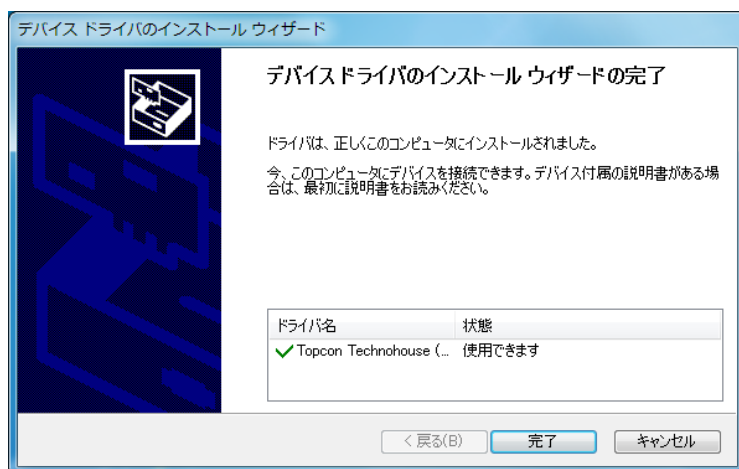 デバイス ドライバのインストール ウィザード
デバイス ドライバのインストール ウィザードの完了
ドライバは、正しくこのコンピュータにインストールされました。
今、このコンピュータにデバイスを接続できます。デバイス付属の説明書がある場
合は、最初に説明書をお読みください。
ドライバ名 状態
Topcon Technohouse (... 使用できます
< 戻る(B) 完了 キャンセル